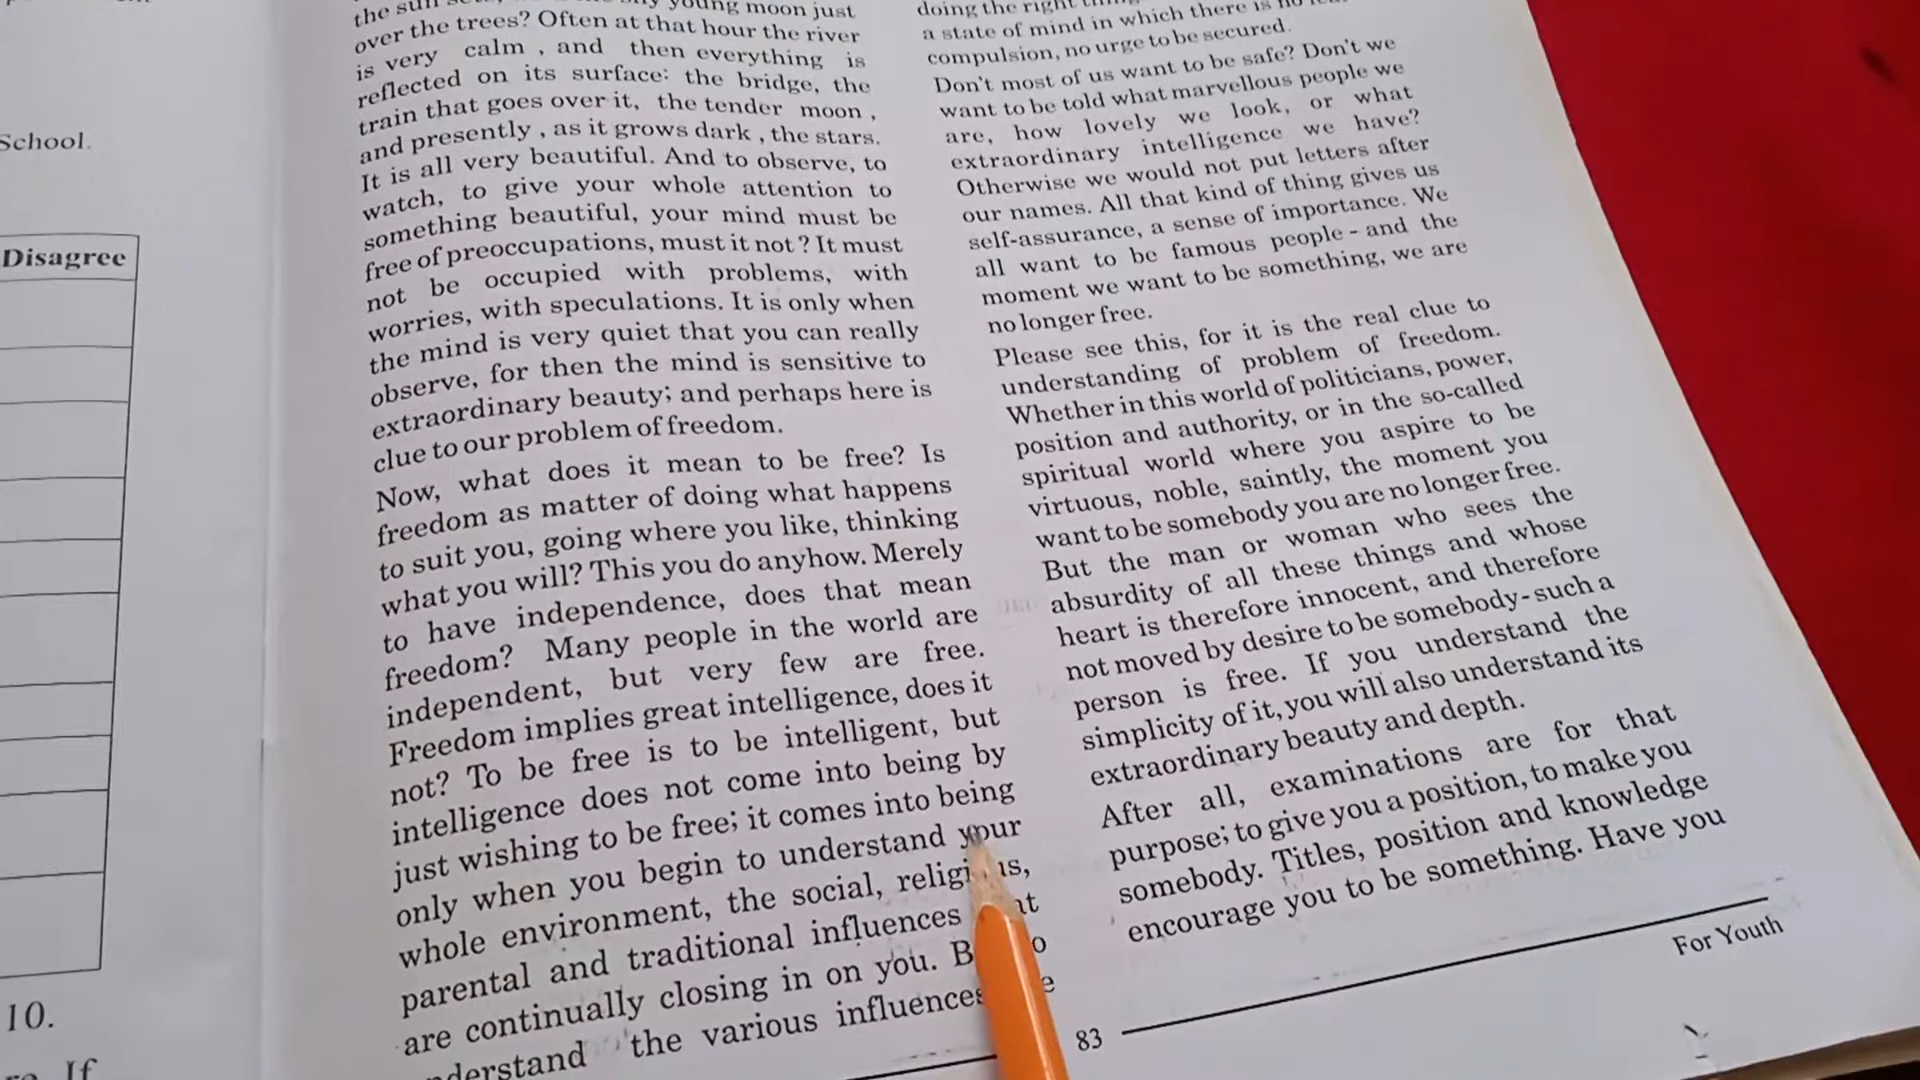 School.
Disagree
10.
If
the sun
young moon just
over the trees? Often at that hour the river
is very calm , and then everything is
reflected on its surface: the bridge, the
train that goes over it, the tender moon ,
and presently , as it grows dark , the stars.
It is all very beautiful. And to observe, to
watch, to give your whole attention to
something beautiful, your mind must be
free of preoccupations, must it not ? It must
not be occupied with problems, with
worries, with speculations. It is only when
the mind is very quiet that you can really
observe, for then the mind is sensitive to
extraordinary beauty; and perhaps here is
clue to our problem of freedom.
Now, what does it mean to be free? Is
freedom as matter of doing what happens
to suit you, going where you like, thinking
what you will? This you do anyhow. Merely
to have independence, does that mean
freedom? Many people in the world are
independent, but very few are free.
Freedom implies great intelligence, does it
not? To be free is to be intelligent, but
intelligence does not come into being by
just wishing to be free; it comes into being
only when you begin to understand your
whole environment, the social, religious,
parental and traditional influences
are continually closing in on you.
the various influences
doing the right
a state of mind in which there is no
compulsion, no urge to be secured.
Don't most of us want to be safe? Don't we
want to be told what marvellous people we
are, how lovely we look, or what
extraordinary intelligence we have?
Otherwise we would not put letters after
our names. All that kind of thing gives us
self-assurance, a sense of importance. We
all want to be famous people - and the
moment we want to be something, we are
no longer free.
Please see this, for it is the real clue to
understanding of problem of freedom.
Whether in this world of politicians, power,
position and authority, or in the so-called
spiritual world where you aspire to be
virtuous, noble, saintly, the moment you
want to be somebody you are no longer free.
But the man or woman who sees the
absurdity of all these things and whose
heart is therefore innocent, and therefore
not moved by desire to be somebody- such a
person is free. If you understand the
simplicity of it, you will also understand its
extraordinary beauty and depth.
After all, examinations are for that
purpose; to give you a position, to make you
somebody. Titles, position and knowledge
encourage you to be something. Have you
For Youth
83